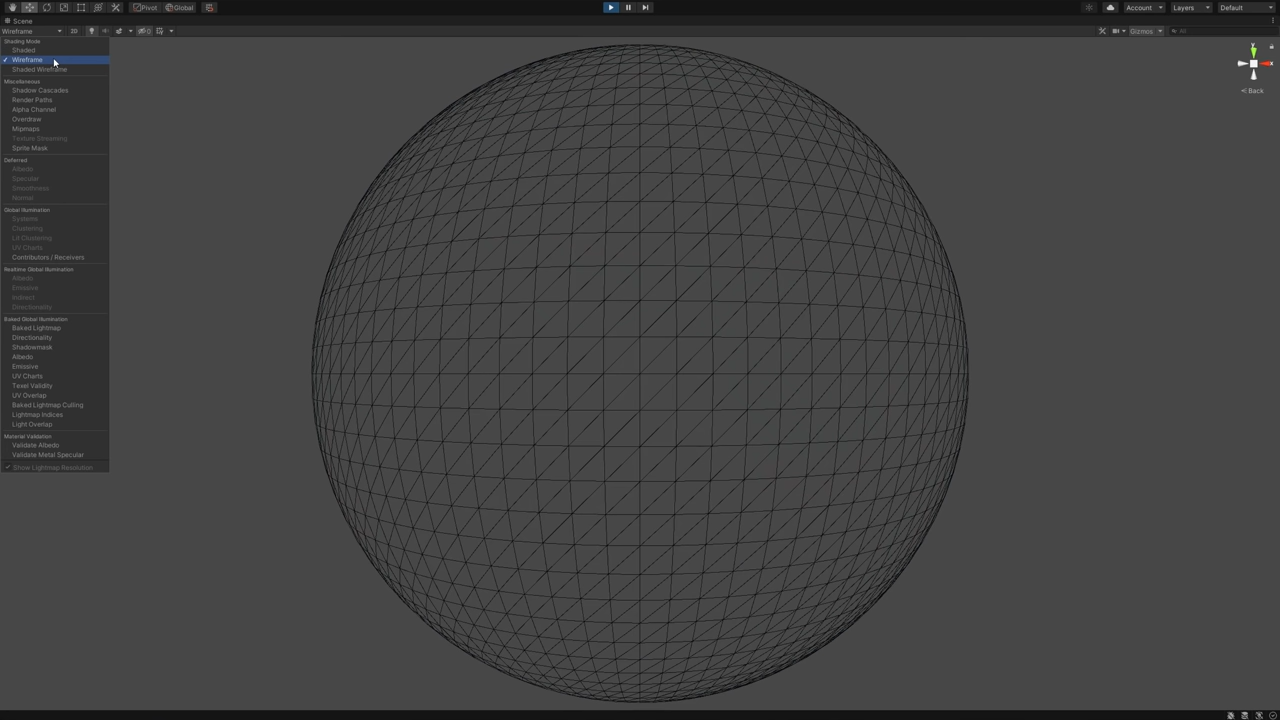 Pivot Global Account Layers Default
Scene
Wireframe 2D 0 Gizmos All
Shading Mode
Shaded
Wireframe
Shaded Wireframe
Miscellaneous
Shadow Cascades
Render Paths
Alpha Channel
Overdraw
Mipmaps
Texture Streaming
Sprite Mask
Deferred
Albedo
Specular
Smoothness
Normal
Global Illumination
Systems
Clustering
Lit Clustering
UV Charts
Contributors / Receivers
Realtime Global Illumination
Albedo
Emissive
Indirect
Directionality
Baked Global Illumination
Baked Lightmap
Directionality
Shadowmask
Albedo
Emissive
UV Charts
Texel Validity
UV Overlap
Baked Lightmap Culling
Lightmap Indices
Light Overlap
Material Validation
Validate Albedo
Validate Metal Specular
Show Lightmap Resolution
y
x
< Back